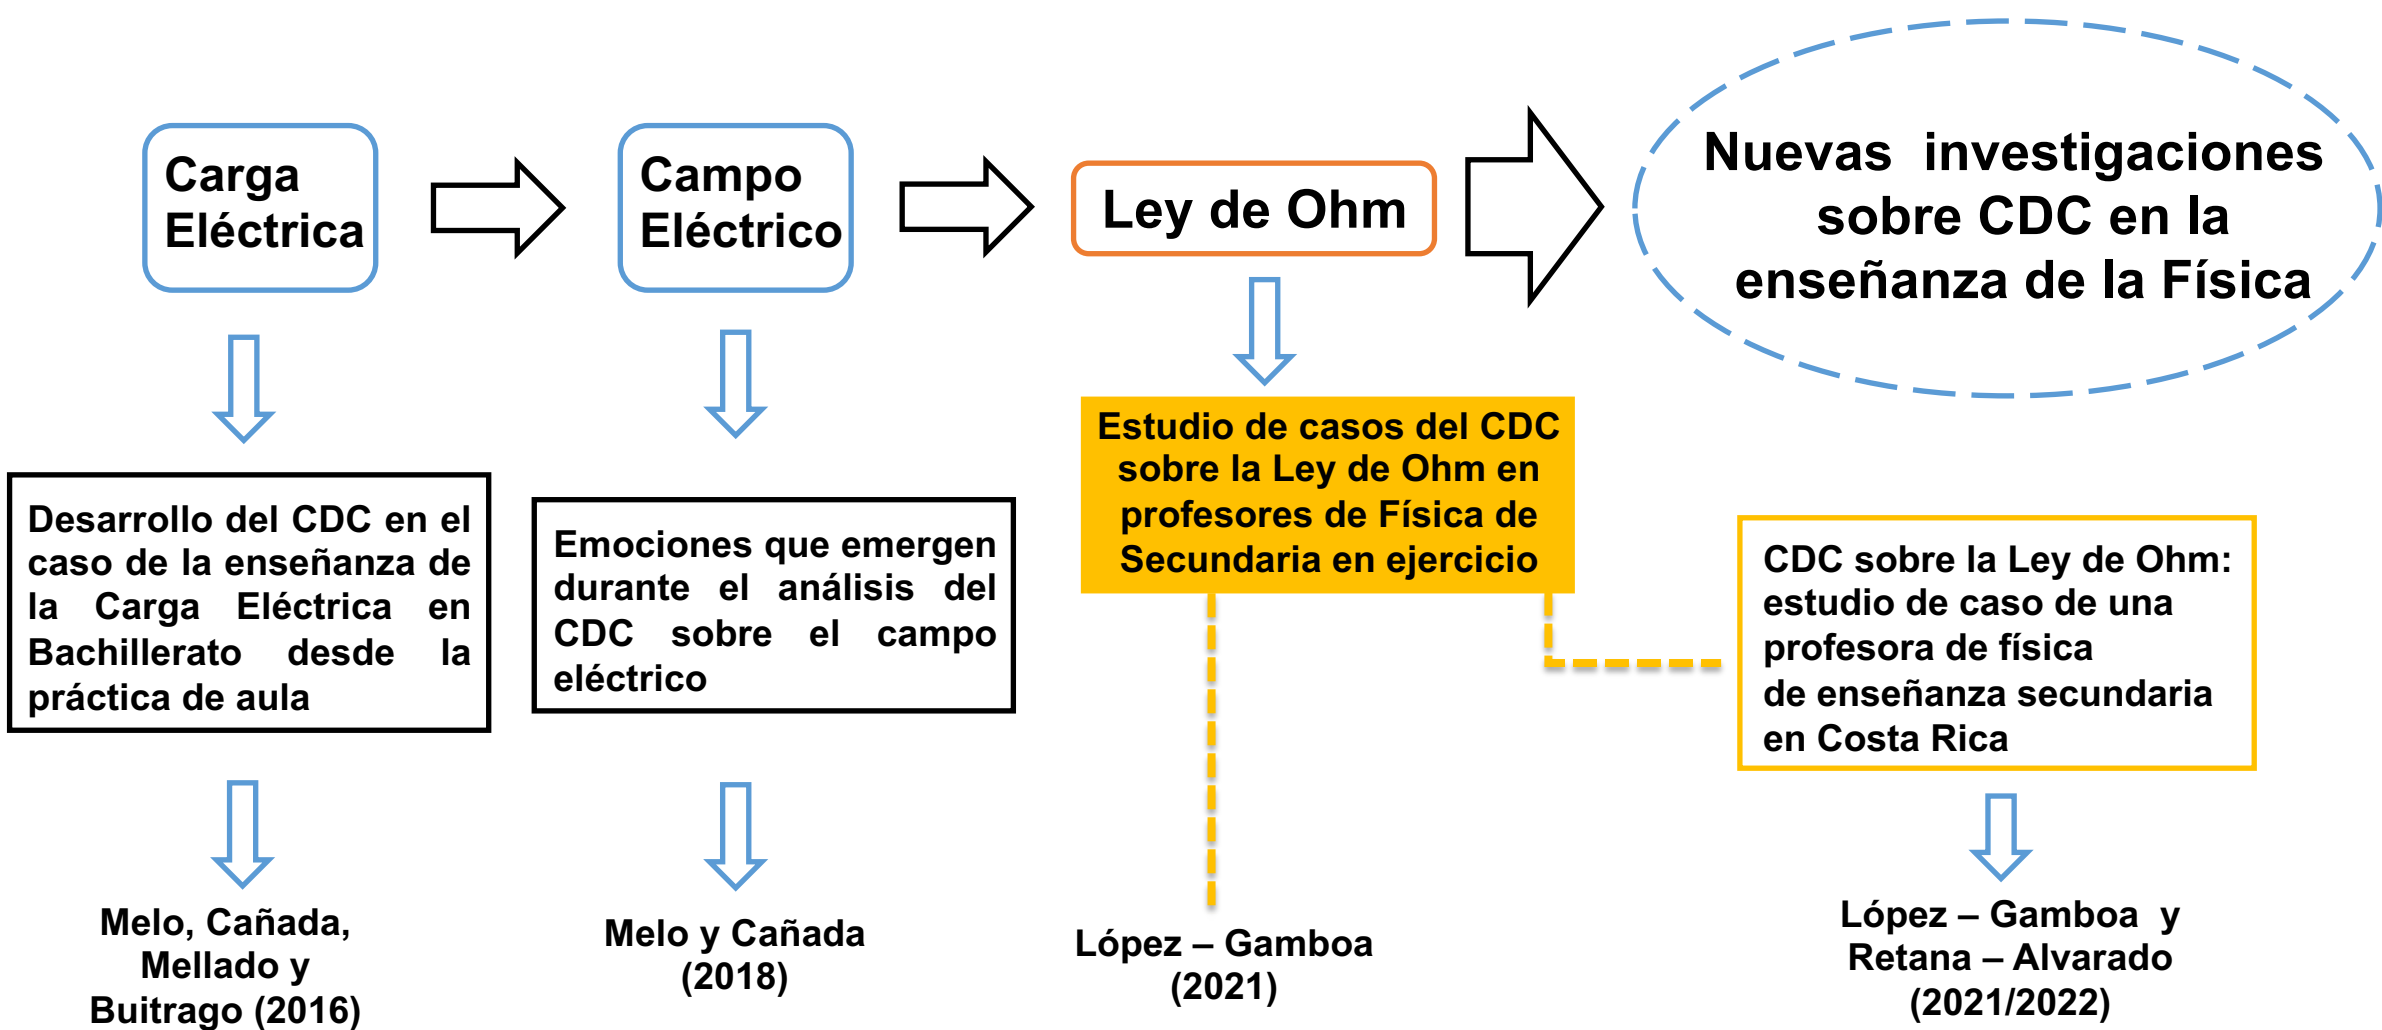 Carga
Eléctrica
Campo
Eléctrico
Ley de Ohm
Nuevas investigaciones
sobre CDC en la
enseñanza de la Física
Desarrollo del CDC en el
caso de la enseñanza de
la Carga Eléctrica en
Bachillerato desde la
práctica de aula
Emociones que emergen
durante el análisis del
CDC sobre el campo
eléctrico
Estudio de casos del CDC
sobre la Ley de Ohm en
profesores de Física de
Secundaria en ejercicio
CDC sobre la Ley de Ohm:
estudio de caso de una
profesora de física
de enseñanza secundaria
en Costa Rica
Melo, Cañada,
Mellado y
Buitrago (2016)
Melo y Cañada
(2018)
López – Gamboa
(2021)
López – Gamboa y
Retana – Alvarado
(2021/2022)